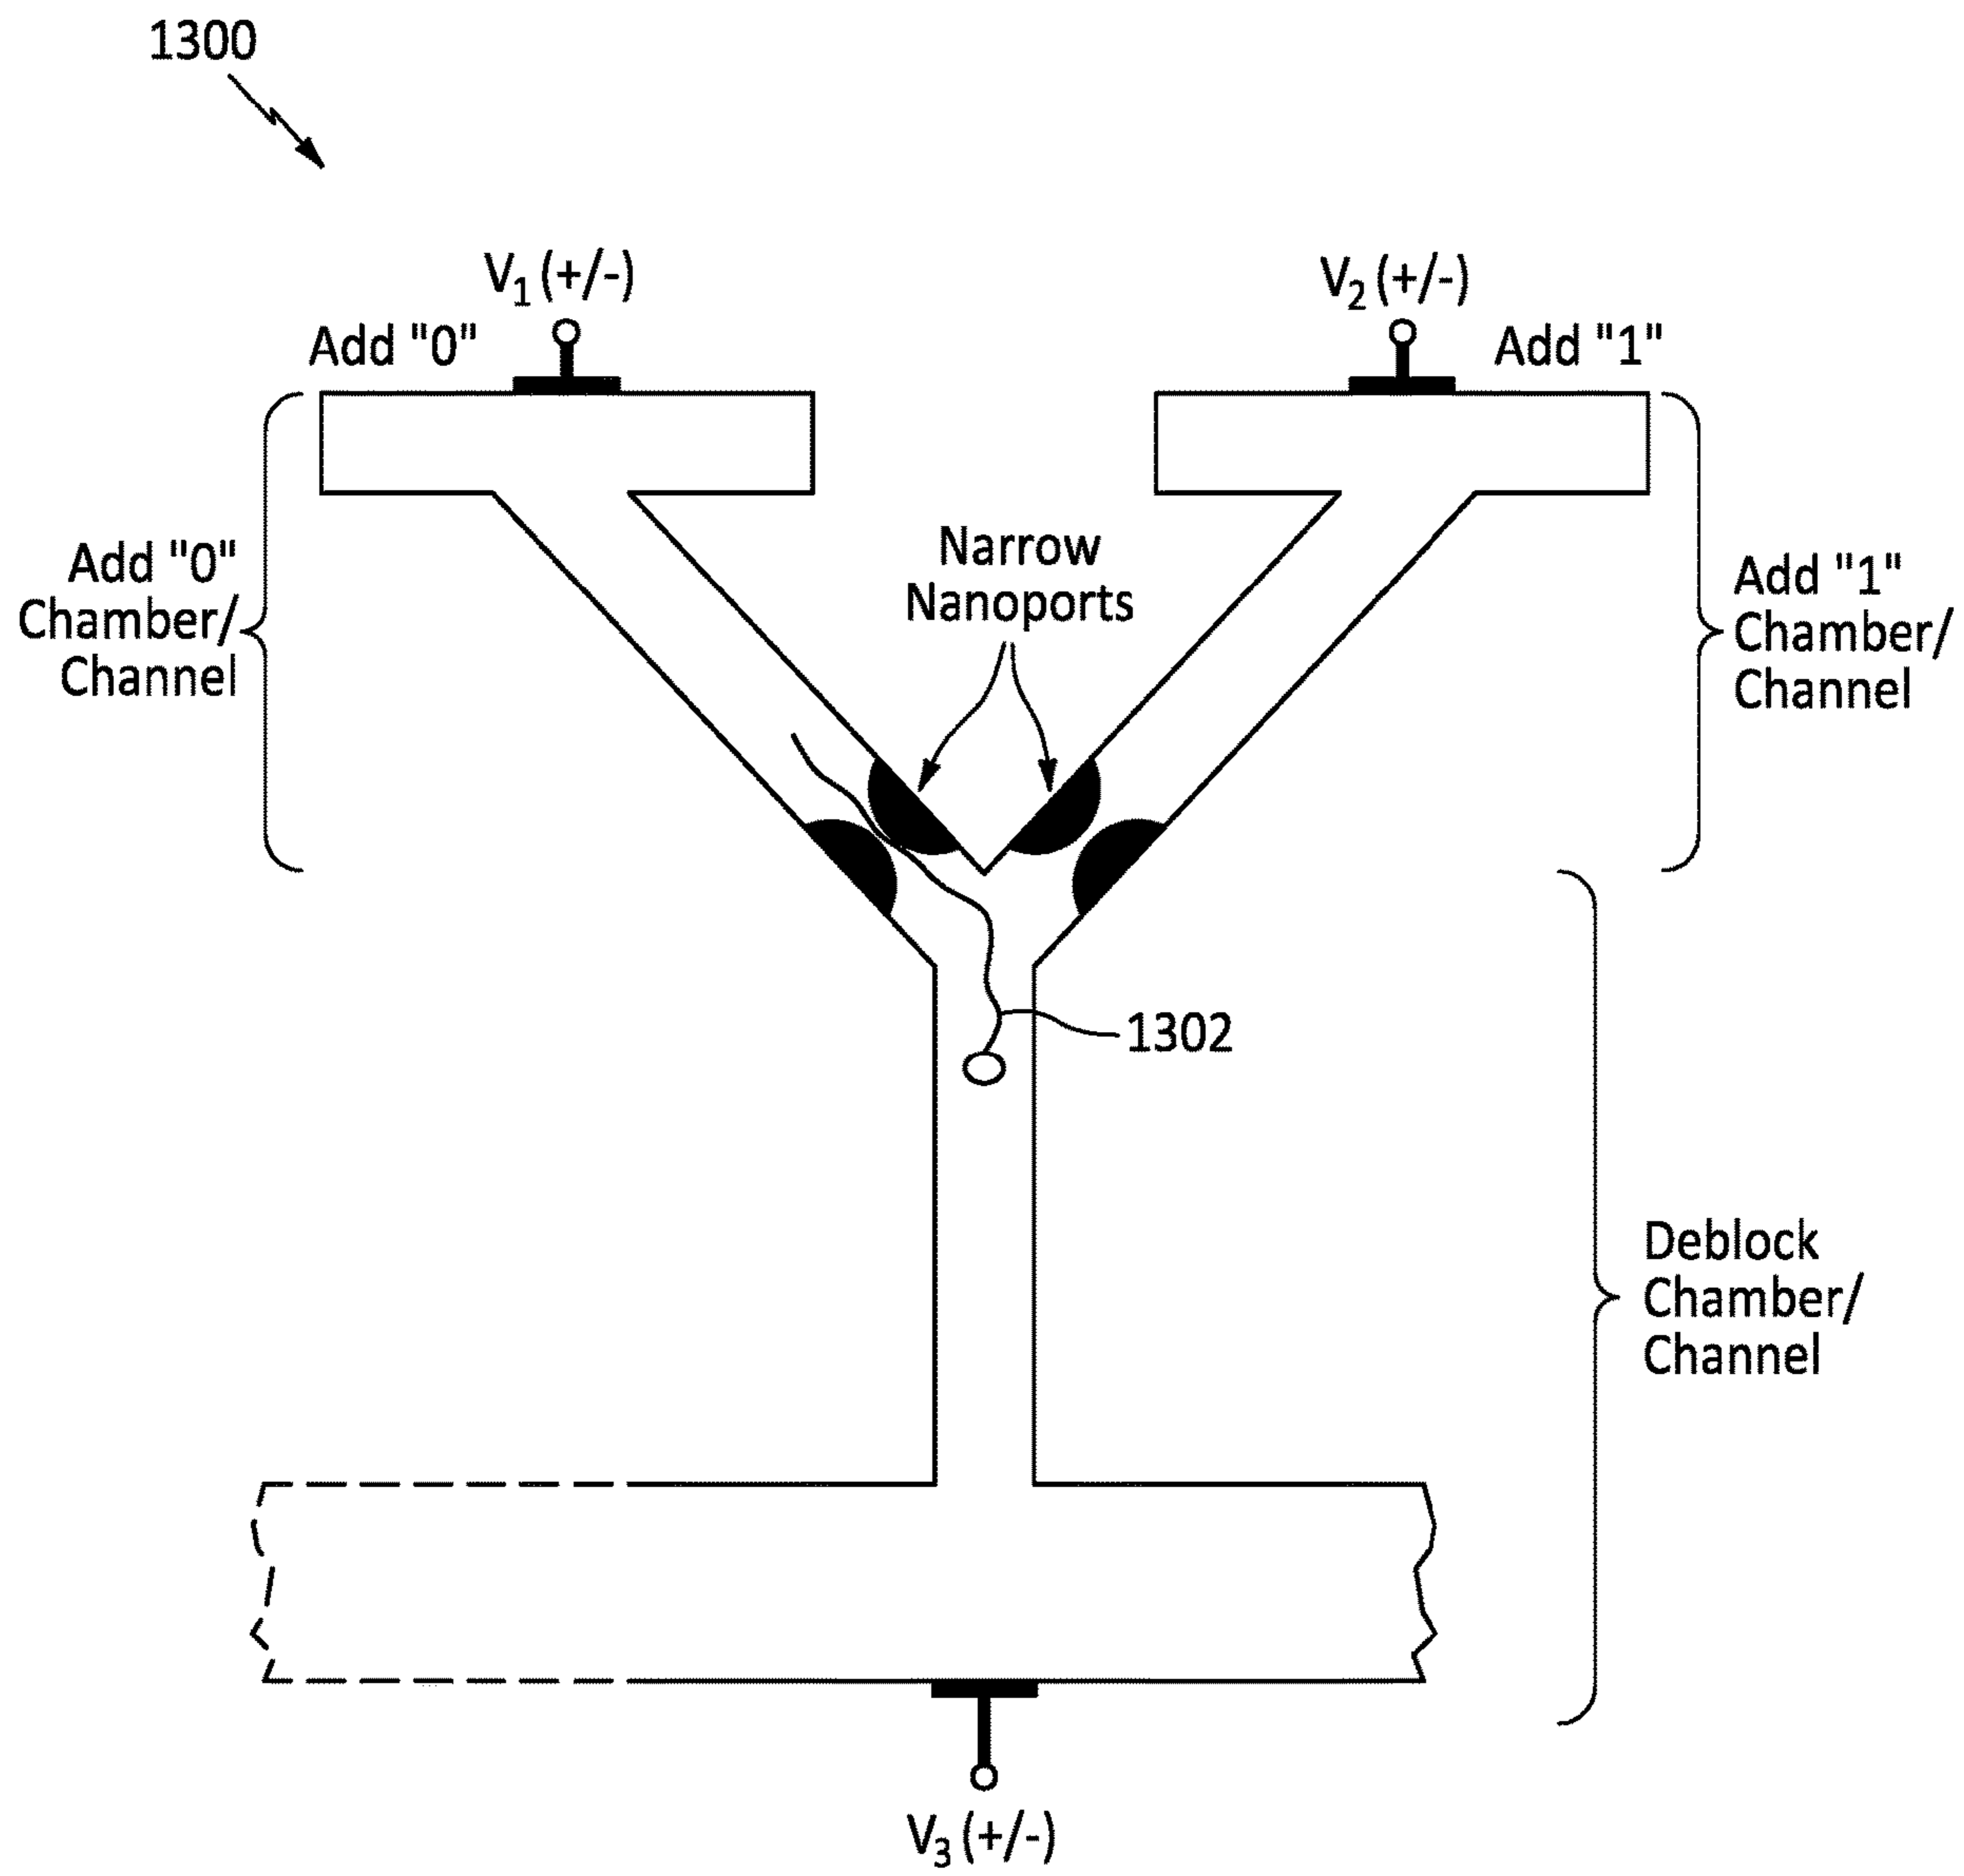 1300
V1 (+/-)
V2 (+/-)
Add "0"
Add "1"
Narrow
Nanoports
Add "0"
Chamber/
Channel
Add "1"
Chamber/
Channel
1302
Deblock
Chamber/
Channel
V3 (+/-)